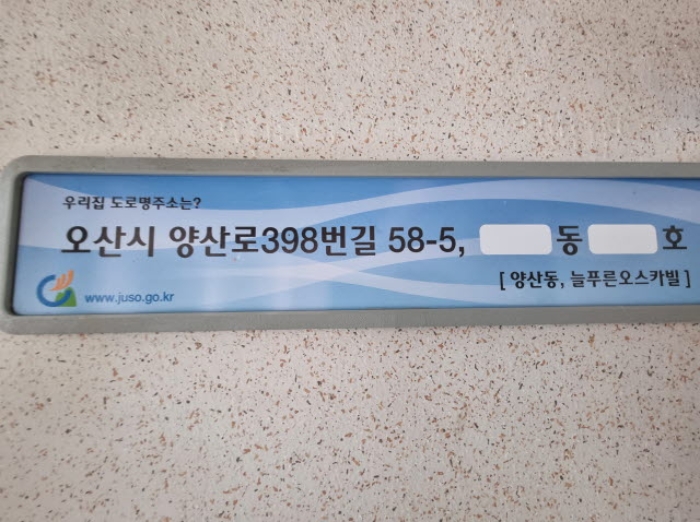 우리집 도로명주소는?
오산시 양산로398번길 58-5, 동 호
[ 양산동, 늘푸른오스카빌 ]
www.juso.go.kr